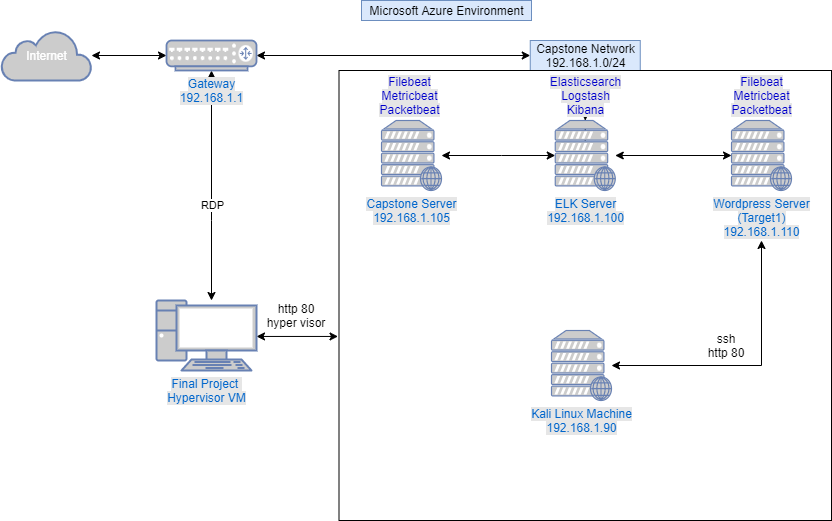 Microsoft Azure Environment
Internet
Gateway
192.168.1.1
Capstone Network
192.168.1.0/24
Filebeat
Metricbeat
Packetbeat
Elasticsearch
Logstash
Kibana
Filebeat
Metricbeat
Packetbeat
Capstone Server
192.168.1.105
ELK Server
192.168.1.100
Wordpress Server
(Target1)
192.168.1.110
RDP
http 80
hyper visor
ssh
http 80
Final Project
Hypervisor VM
Kali Linux Machine
192.168.1.90